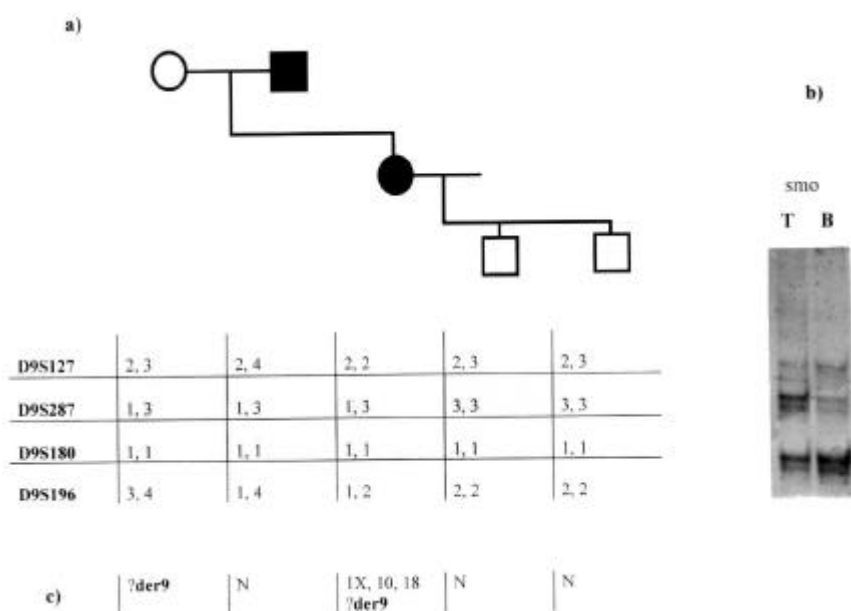 a)
b)
smo
T B
D9S127 2, 3 2, 4 2, 2 2, 3 2, 3
D9S287 1, 3 1, 3 1, 3 3, 3 3, 3
D9S180 1, 1 1, 1 1, 1 1, 1 1, 1
D9S196 3, 4 1, 4 1, 2 2, 2 2, 2
c) ?der9 N 1X, 10, 18 N N
?der9